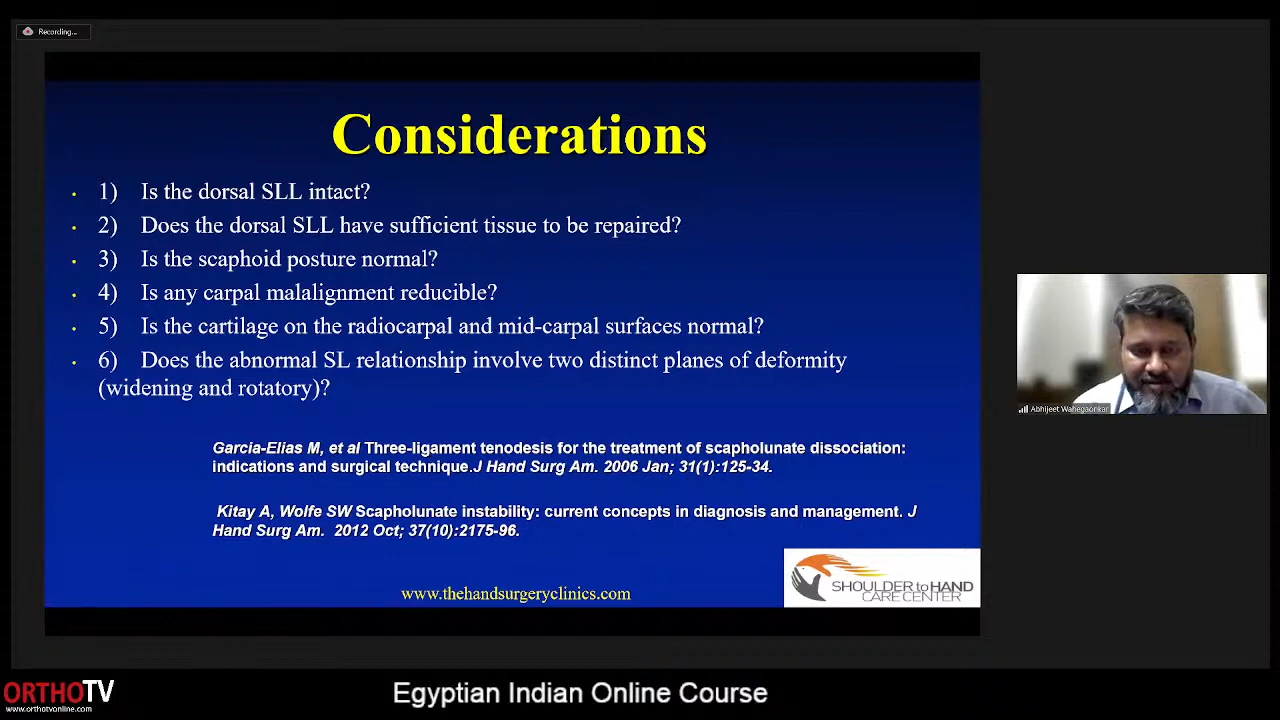 Recording...
Considerations
• 1) Is the dorsal SLL intact?
• 2) Does the dorsal SLL have sufficient tissue to be repaired?
• 3) Is the scaphoid posture normal?
• 4) Is any carpal malalignment reducible?
• 5) Is the cartilage on the radiocarpal and mid-carpal surfaces normal?
• 6) Does the abnormal SL relationship involve two distinct planes of deformity
(widening and rotatory)?
Garcia-Elias M, et al Three-ligament tenodesis for the treatment of scapholunate dissociation:
indications and surgical technique.J Hand Surg Am. 2006 Jan; 31(1):125-34.
Kitay A, Wolfe SW Scapholunate instability: current concepts in diagnosis and management. J
Hand Surg Am. 2012 Oct; 37(10):2175-96.
www.thehandsurgeryclinics.com
SHOULDER to HAND
CARE CENTER
Abhijeet Wahegaonkar
ORTHOTV
www.orthotvonline.com
Egyptian Indian Online Course